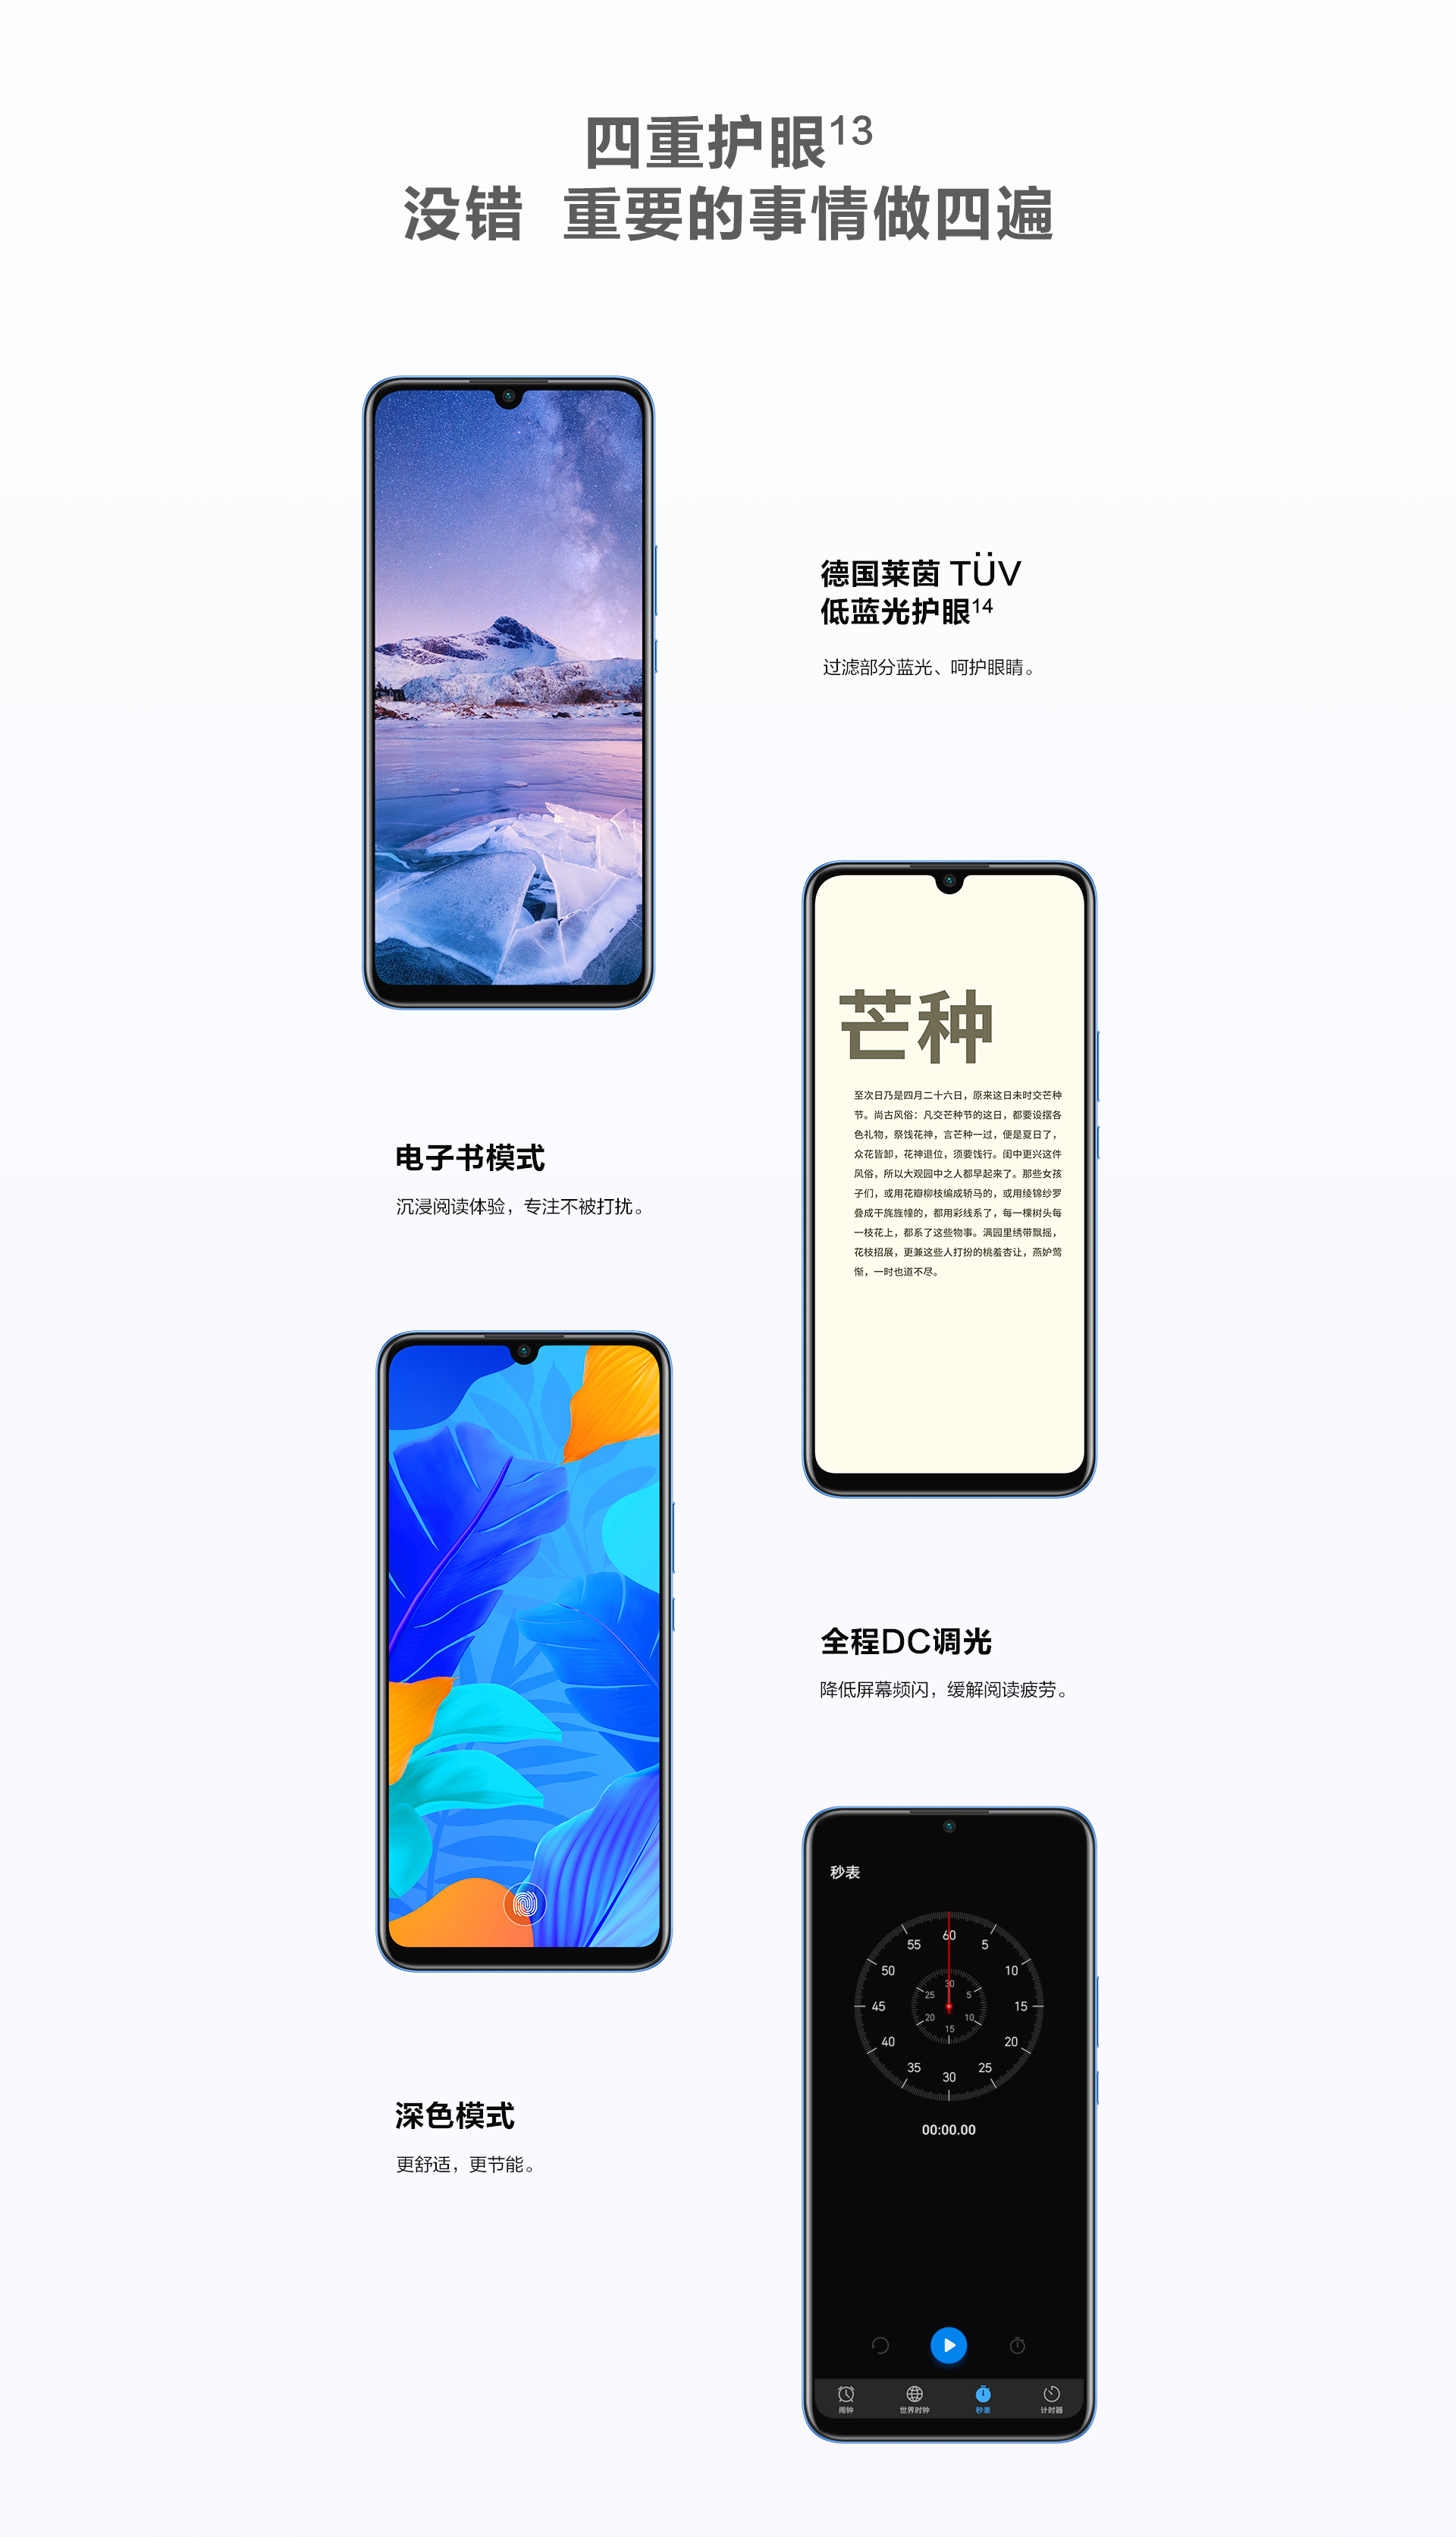 四重护眼13
没错 重要的事情做四遍
德国莱茵 TÜV
低蓝光护眼14
过滤部分蓝光、呵护眼睛。
芒种
至次日乃是四月二十六日，原来这日未时交芒种
节。尚古风俗：凡交芒种节的这日，都要设摆各
色礼物，祭饯花神，言芒种一过，便是夏日了，
众花皆卸，花神退位，须要饯行。闺中更兴这件
风俗，所以大观园中之人都早起来了。那些女孩
子们，或用花瓣柳枝编成轿马的，或用绫锦纱罗
叠成干旄旌幢的，都用彩线系了，每一棵树头每
一枝花上，都系了这些物事。满园里绣带飘摇，
花枝招展，更兼这些人打扮的桃羞杏让，燕妒莺
惭，一时也道不尽。
电子书模式
沉浸阅读体验，专注不被打扰。
全程DC调光
降低屏幕频闪，缓解阅读疲劳。
秒表
60
55 5
50 10
45 15
40 20
35 25
30
30
25 5
20 10
15
00:00.00
闹钟 世界时钟 秒表 计时器
深色模式
更舒适，更节能。